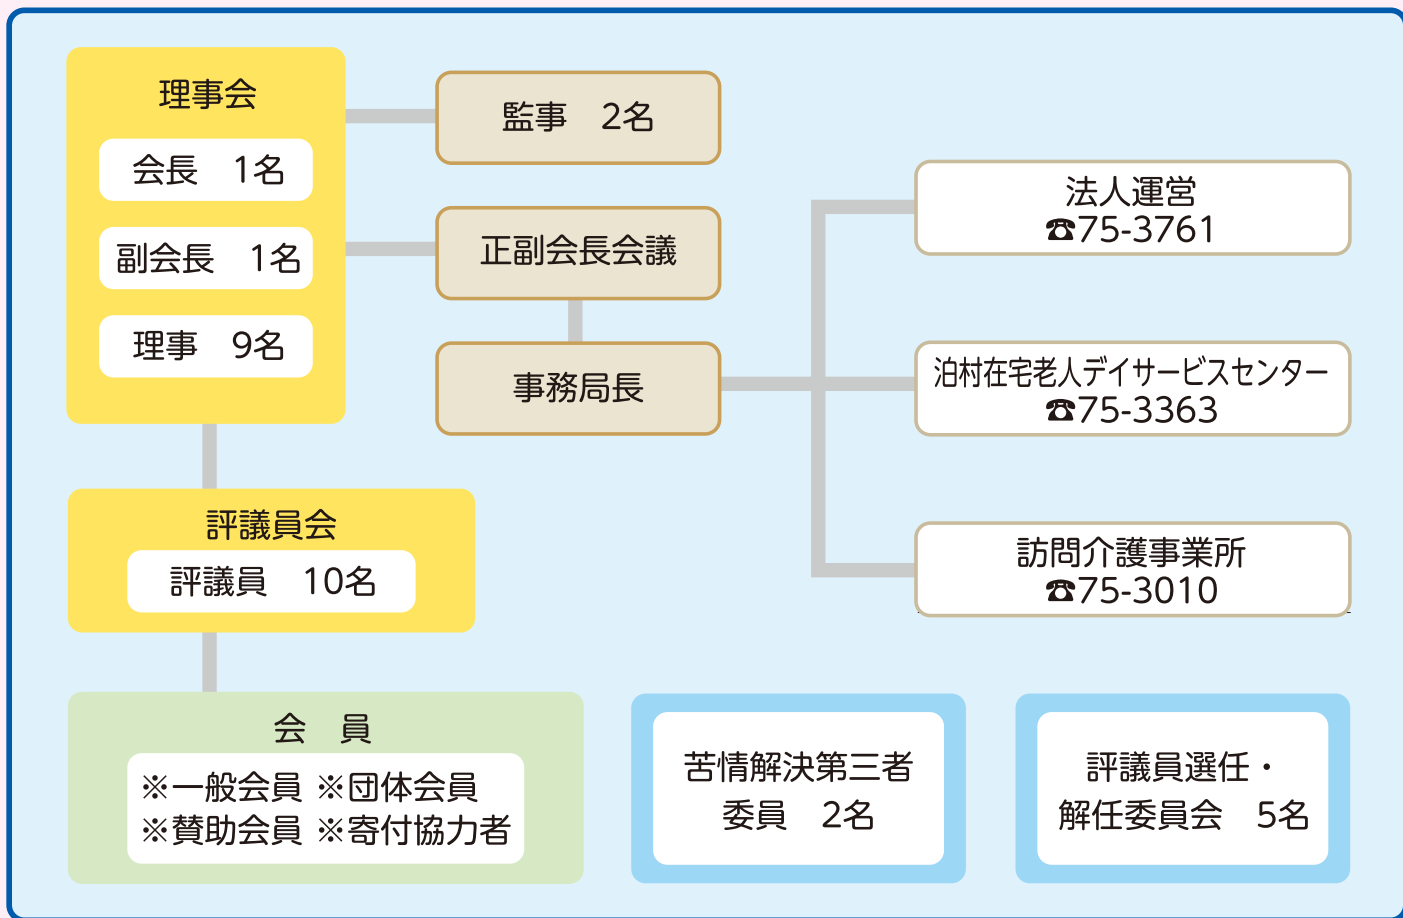 理事会
会長　1名
副会長　1名
理事　9名
監事　2名
正副会長会議
事務局長
法人運営
☎75-3761
泊村在宅老人デイサービスセンター
☎75-3363
訪問介護事業所
☎75-3010
評議員会
評議員　10名
会　員
※一般会員 ※団体会員
※賛助会員 ※寄付協力者
苦情解決第三者
委員　2名
評議員選任・
解任委員会　5名